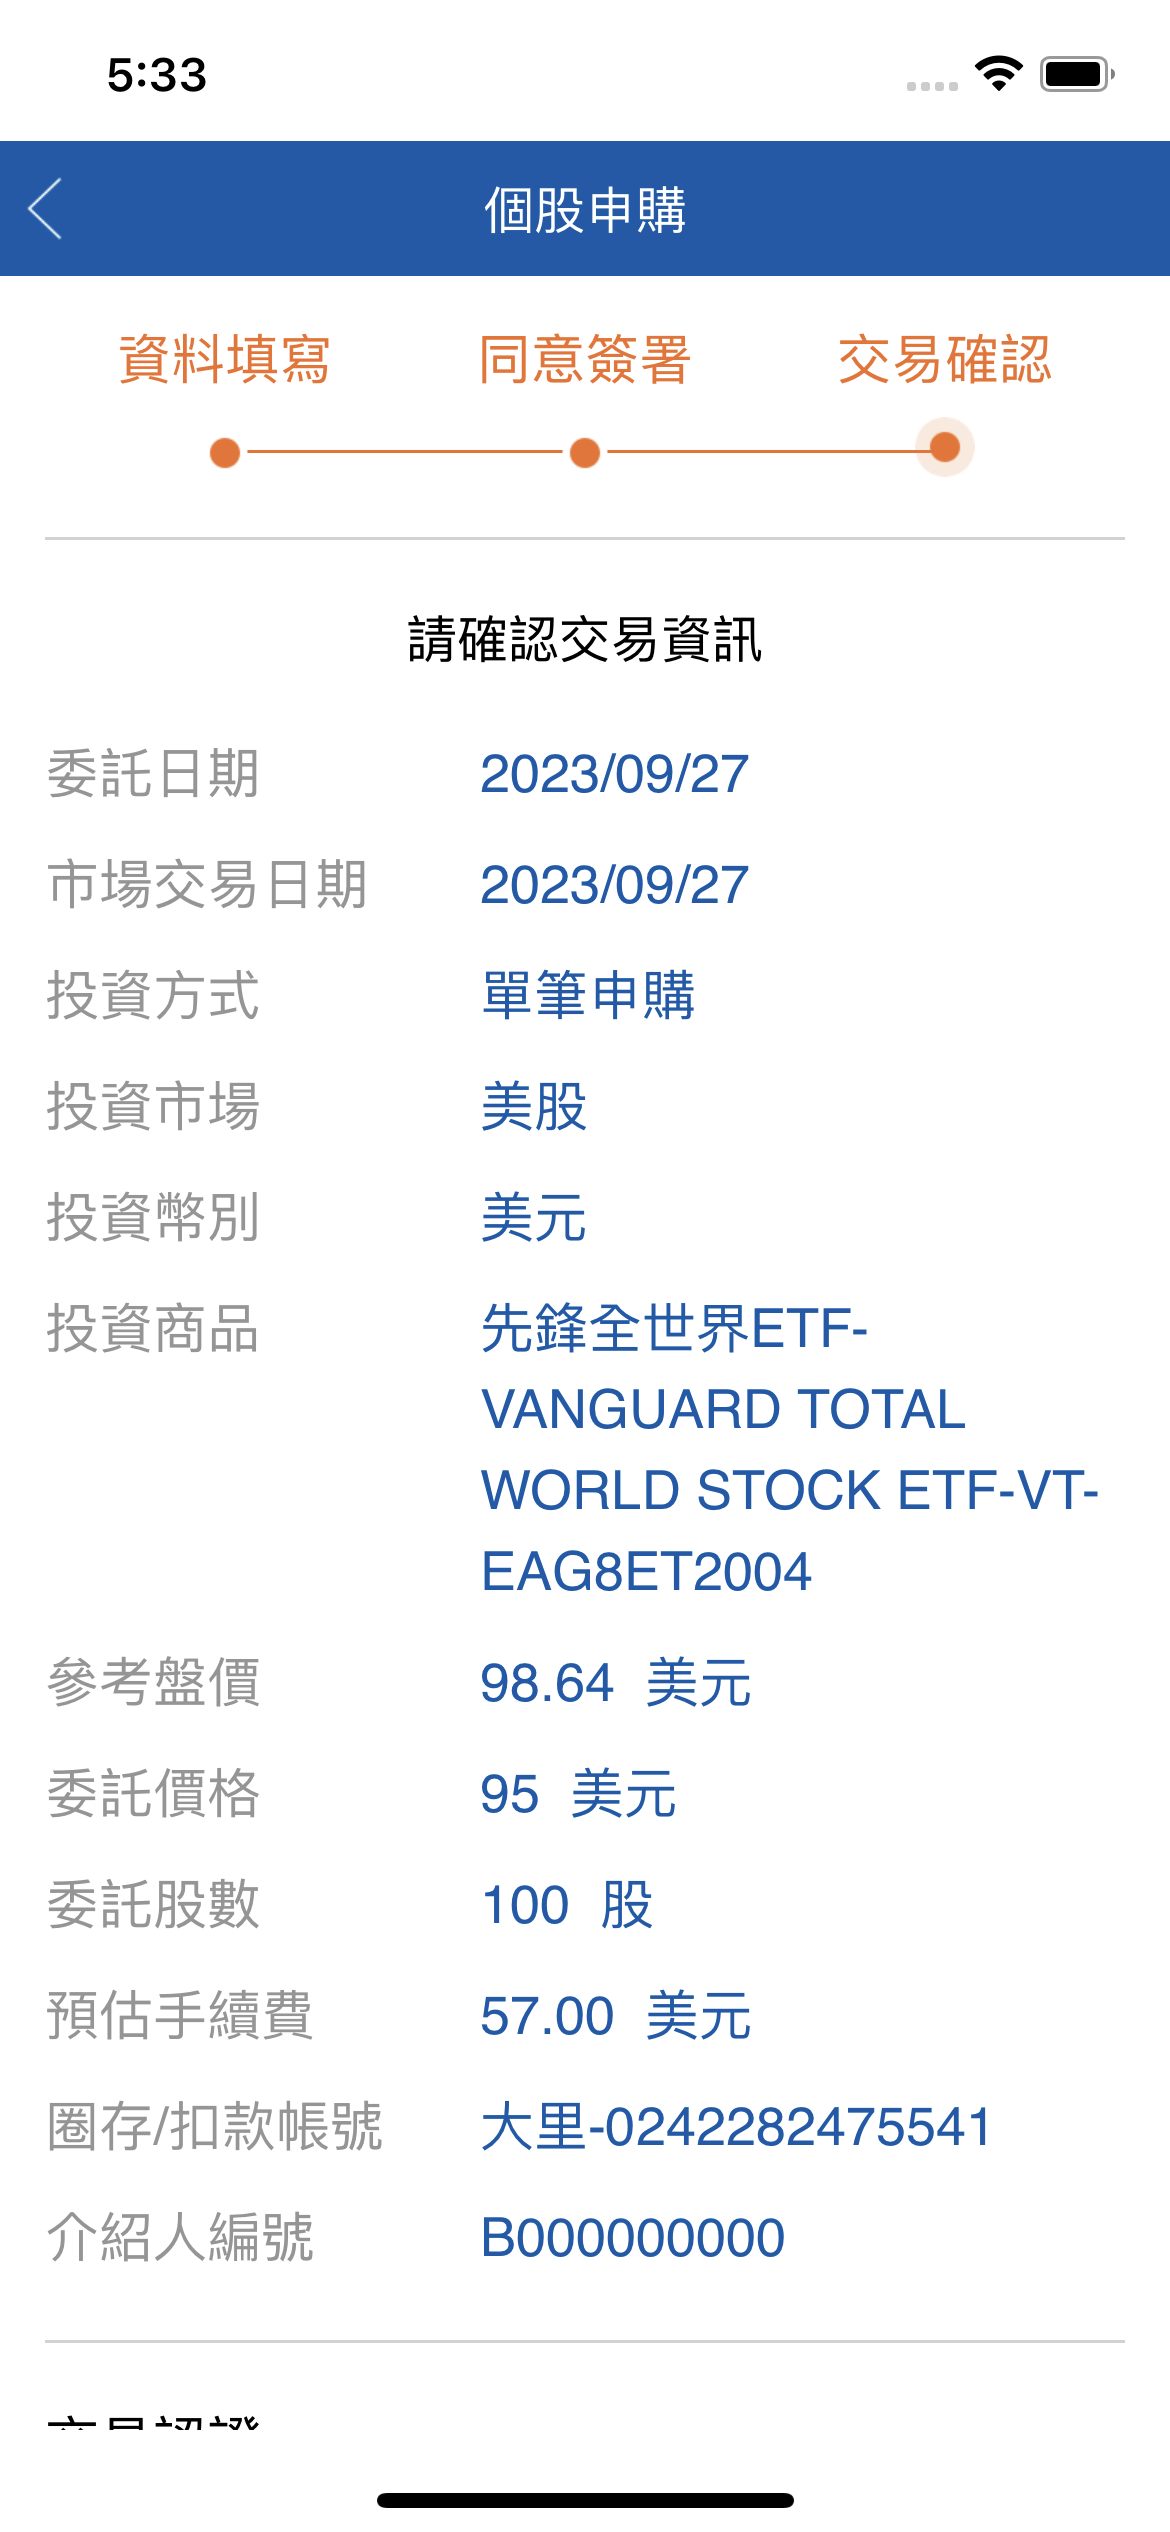 5:33
個股申購
資料填寫 同意簽署 交易確認
請確認交易資訊
委託日期 2023/09/27
市場交易日期 2023/09/27
投資方式 單筆申購
投資市場 美股
投資幣別 美元
投資商品 先鋒全世界ETF-
VANGUARD TOTAL
WORLD STOCK ETF-VT-
EAG8ET2004
參考盤價 98.64 美元
委託價格 95 美元
委託股數 100 股
預估手續費 57.00 美元
圈存/扣款帳號 大里-0242282475541
介紹人編號 B000000000